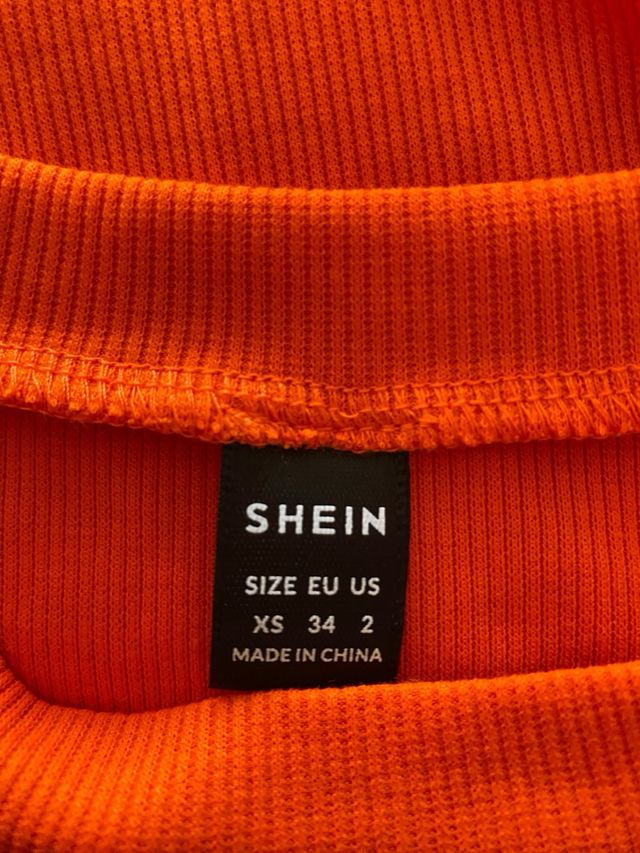 SHEIN
SIZE EU US
XS 34 2
MADE IN CHINA